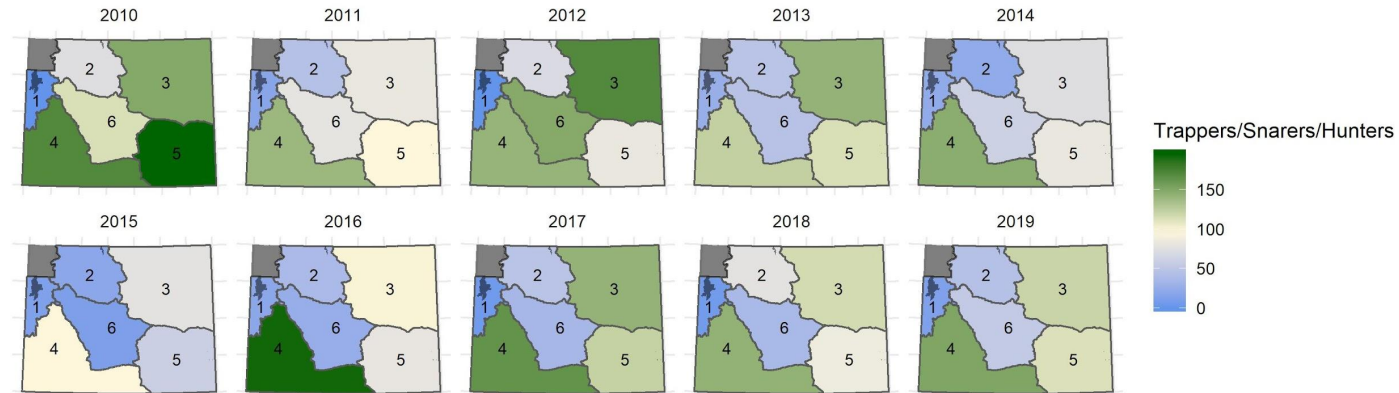 2010 2011 2012 2013 2014
2 3 2 3 2 3 2 3 2 3
1 1 1 1 1
6 6 6 6 6
4 5 4 5 4 5 4 5 4 5
2015 2016 2017 2018 2019
2 3 2 3 2 3 2 3 2 3
1 1 1 1 1
6 6 6 6 6
4 5 4 5 4 5 4 5 4 5
Trappers/Snarers/Hunters
150
100
50
0